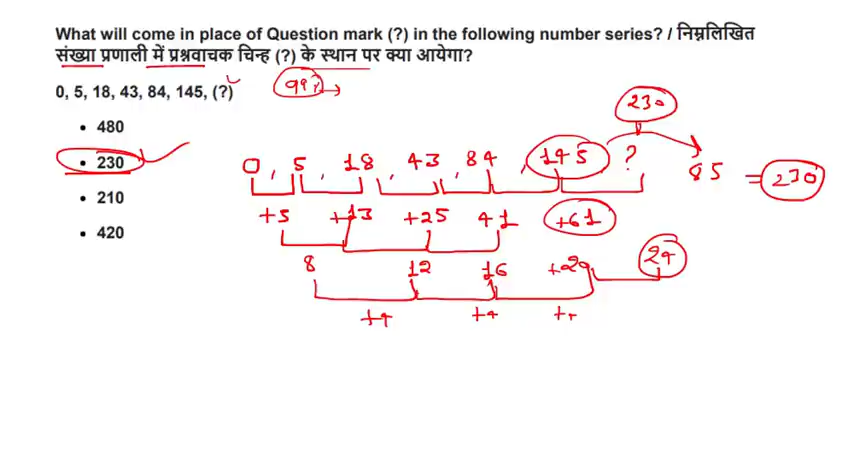 What will come in place of Question mark (?) in the following number series? / निम्नलिखित
संख्या प्रणाली में प्रश्नवाचक चिन्ह (?) के स्थान पर क्या आयेगा?
0, 5, 18, 43, 84, 145, (?)
99%
• 480
• 230
• 210
• 420
230
0, 5, 18, 43, 84, 145 ?
85 = 230
+5 +13 +25 41 +61
8 12 16 +20 24
+4 +4